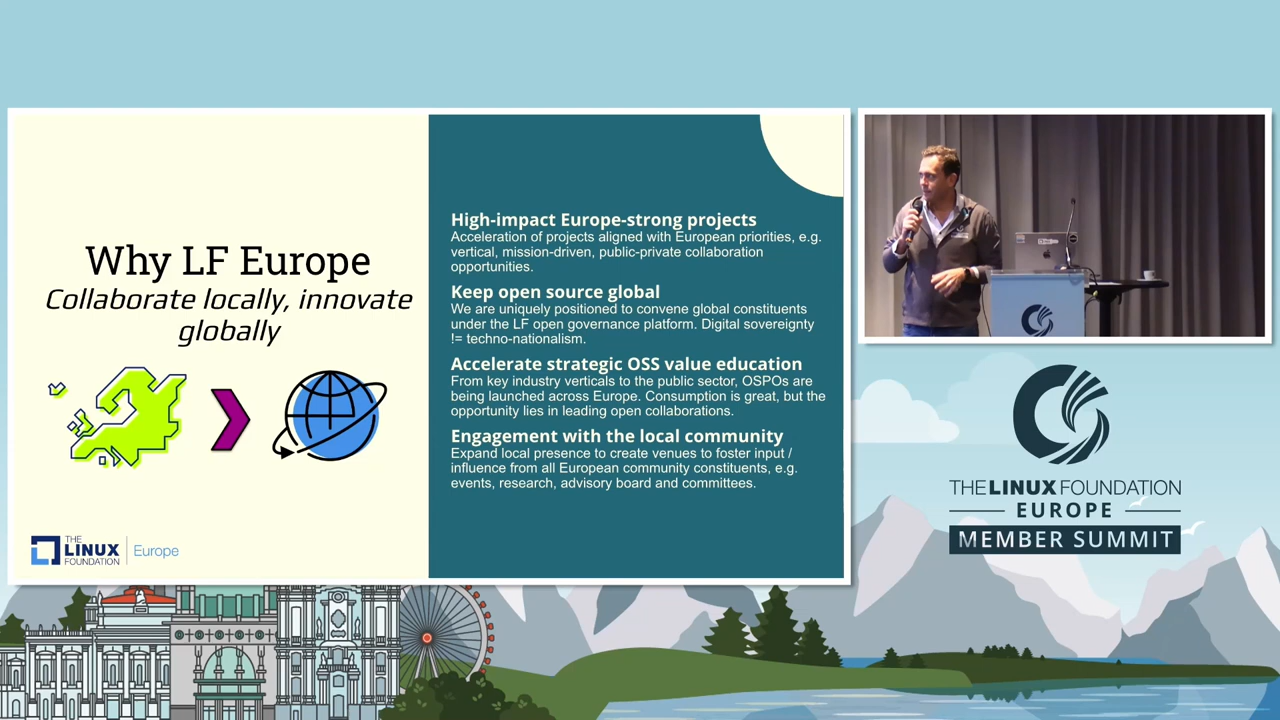 Why LF Europe
Collaborate locally, innovate
globally
THE
LINUX
FOUNDATION
Europe
High-impact Europe-strong projects
Acceleration of projects aligned with European priorities, e.g.
vertical, mission-driven, public-private collaboration
opportunities.
Keep open source global
We are uniquely positioned to convene global constituents
under the LF open governance platform. Digital sovereignty
!= techno-nationalism.
Accelerate strategic OSS value education
From key industry verticals to the public sector, OSPOs are
being launched across Europe. Consumption is great, but the
opportunity lies in leading open collaborations.
Engagement with the local community
Expand local presence to create venues to foster input /
influence from all European community constituents, e.g.
events, research, advisory board and committees.
THE LINUX FOUNDATION
EUROPE
MEMBER SUMMIT